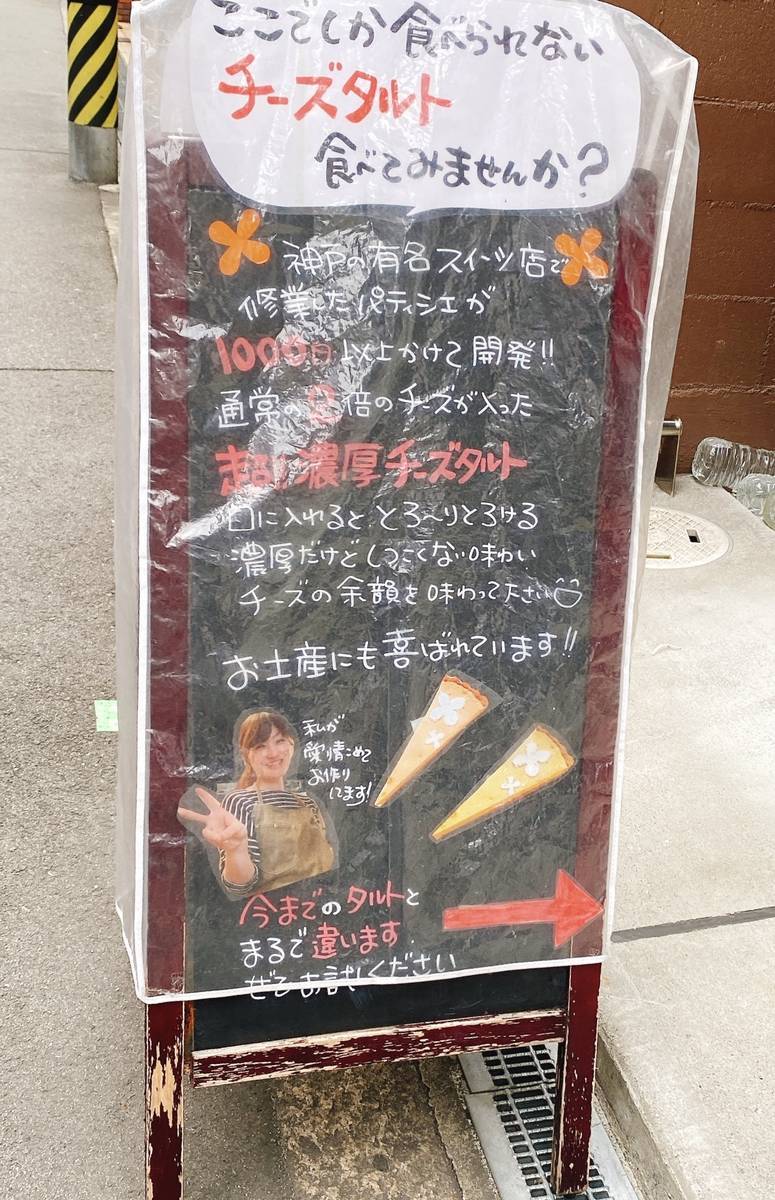 ここでしか食べられない
チーズタルト
食べてみませんか?
神戸の有名スイーツ店で
修業したパティシエが
1000日以上かけて開発!!
通常の2倍のチーズが入った
超!濃厚チーズタルト
口に入れるととろ〜りとろける
濃厚だけどしつこくない味わい
チーズの余韻を味わって下さい
お土産にも喜ばれています!!
私が
愛情こめて
お作り
してます!
今までのタルトと
まるで違います
ぜひお試しください